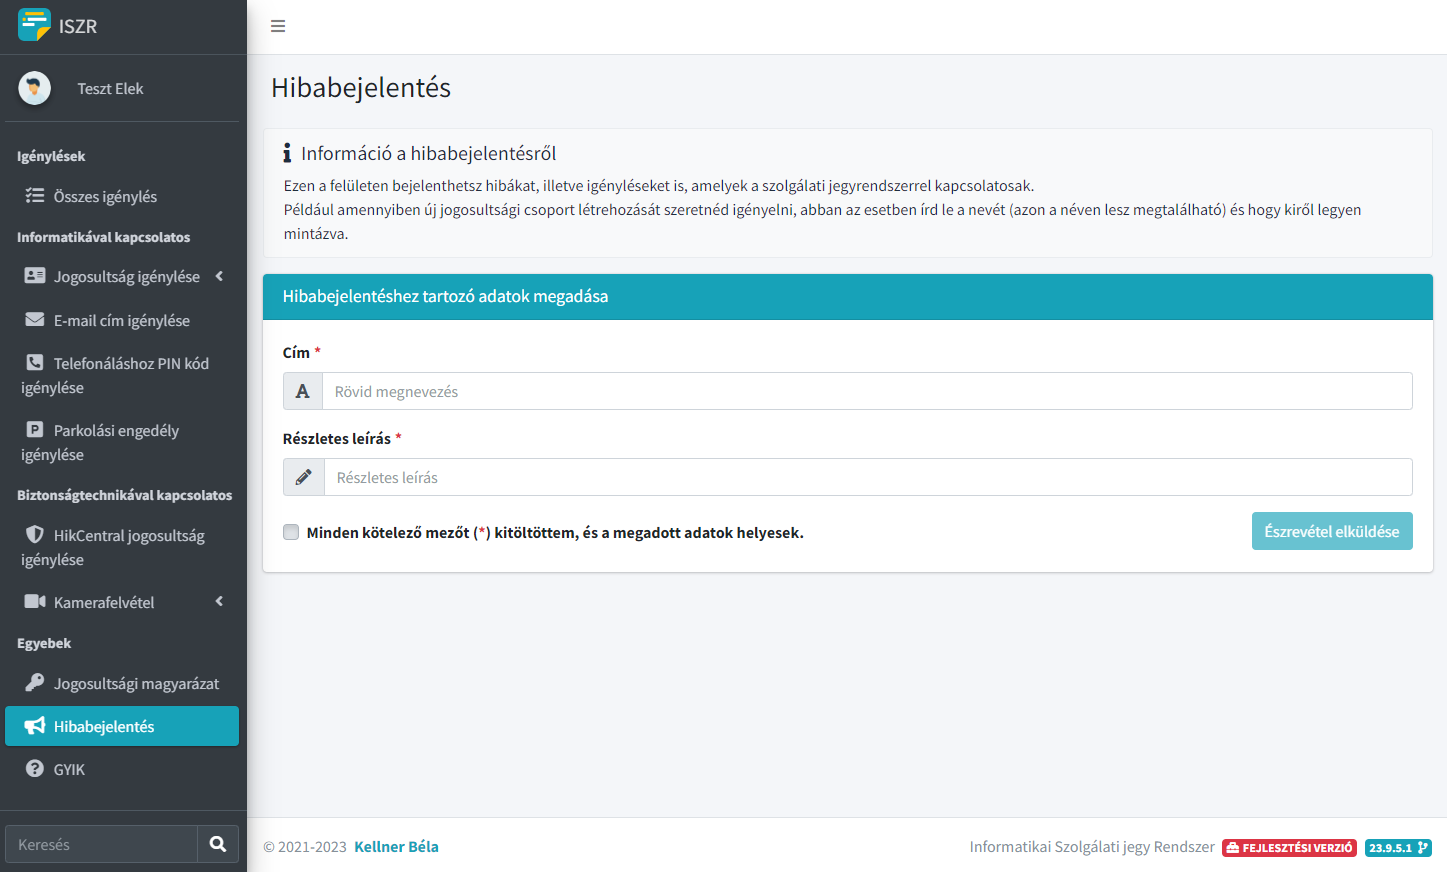 ISZR
Teszt Elek
Igénylések
Összes igénylés
Informatikával kapcsolatos
Jogosultság igénylése
E-mail cím igénylése
Telefonáláshoz PIN kód
igénylése
Parkolási engedély
igénylése
Biztonságtechnikával kapcsolatos
HikCentral jogosultság
igénylése
Kamerafelvétel
Egyebek
Jogosultsági magyarázat
Hibabejelentés
GYIK
Keresés
Hibabejelentés
Információ a hibabejelentésről
Ezen a felületen bejelenthetsz hibákat, illetve igényléseket is, amelyek a szolgálati jegyrendszerrel kapcsolatosak.
Például amennyiben új jogosultsági csoport létrehozását szeretnéd igényelni, abban az esetben írd le a nevét (azon a néven lesz megtalálható) és hogy kiről legyen
mintázva.
Hibabejelentéshez tartozó adatok megadása
Cím *
Rövid megnevezés
Részletes leírás *
Részletes leírás
Minden kötelező mezőt (*) kitöltöttem, és a megadott adatok helyesek.
Észrevétel elküldése
© 2021-2023 Kellner Béla
Informatikai Szolgálati jegy Rendszer FEJLESZTÉSI VERZIÓ 23.9.5.1